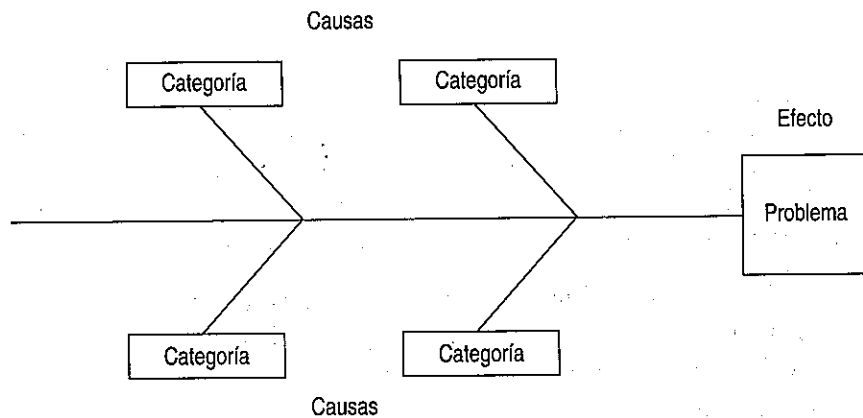 Causas
Categoría
Categoría
Efecto
Problema
Categoría
Categoría
Causas